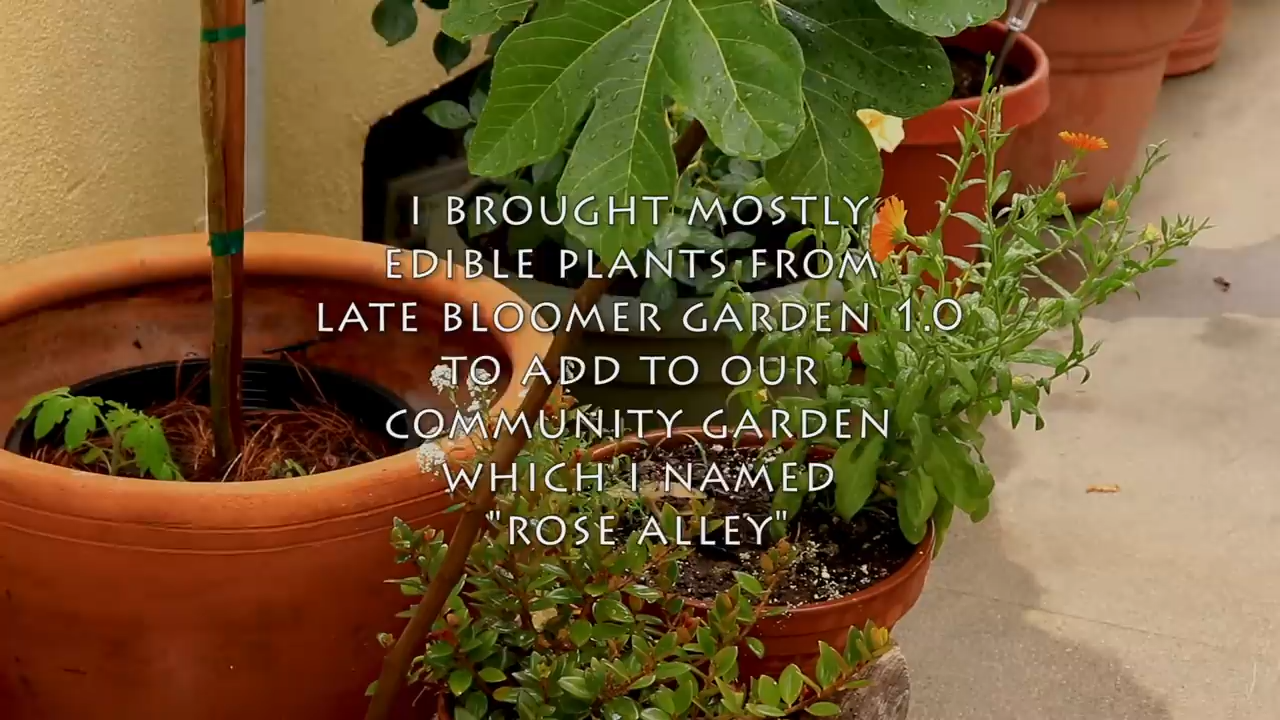 I BROUGHT MOSTLY
EDIBLE PLANTS FROM
LATE BLOOMER GARDEN 1.0
TO ADD TO OUR
COMMUNITY GARDEN
WHICH I NAMED
"ROSE ALLEY"